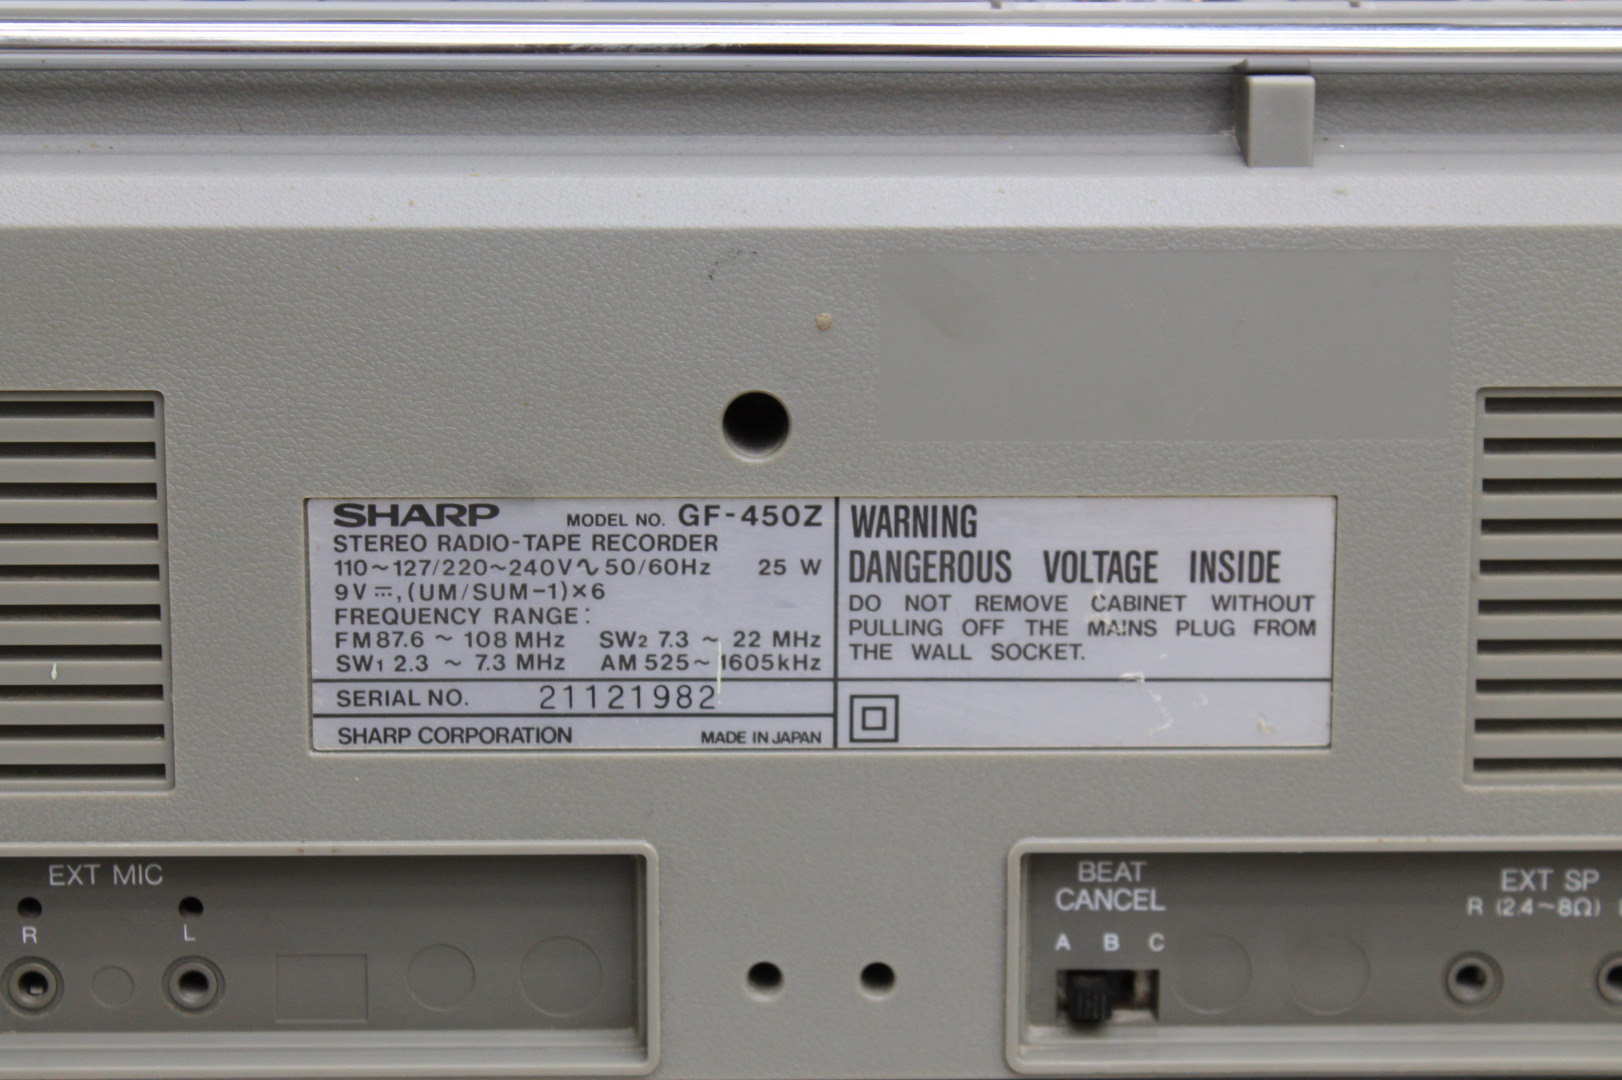 SHARP MODEL NO. GF-450Z
STEREO RADIO-TAPE RECORDER
110~127/220~240V∿50/60Hz 25 W
9V ⎓, (UM/SUM-1)×6
FREQUENCY RANGE:
FM 87.6 ~ 108 MHz SW2 7.3 ~ 22 MHz
SW1 2.3 ~ 7.3 MHz AM 525~1605kHz
SERIAL NO. 21121982
SHARP CORPORATION MADE IN JAPAN
WARNING
DANGEROUS VOLTAGE INSIDE
DO NOT REMOVE CABINET WITHOUT
PULLING OFF THE MAINS PLUG FROM
THE WALL SOCKET.
EXT MIC
R L
BEAT
CANCEL
A B C
EXT SP
R (2.4~8Ω)